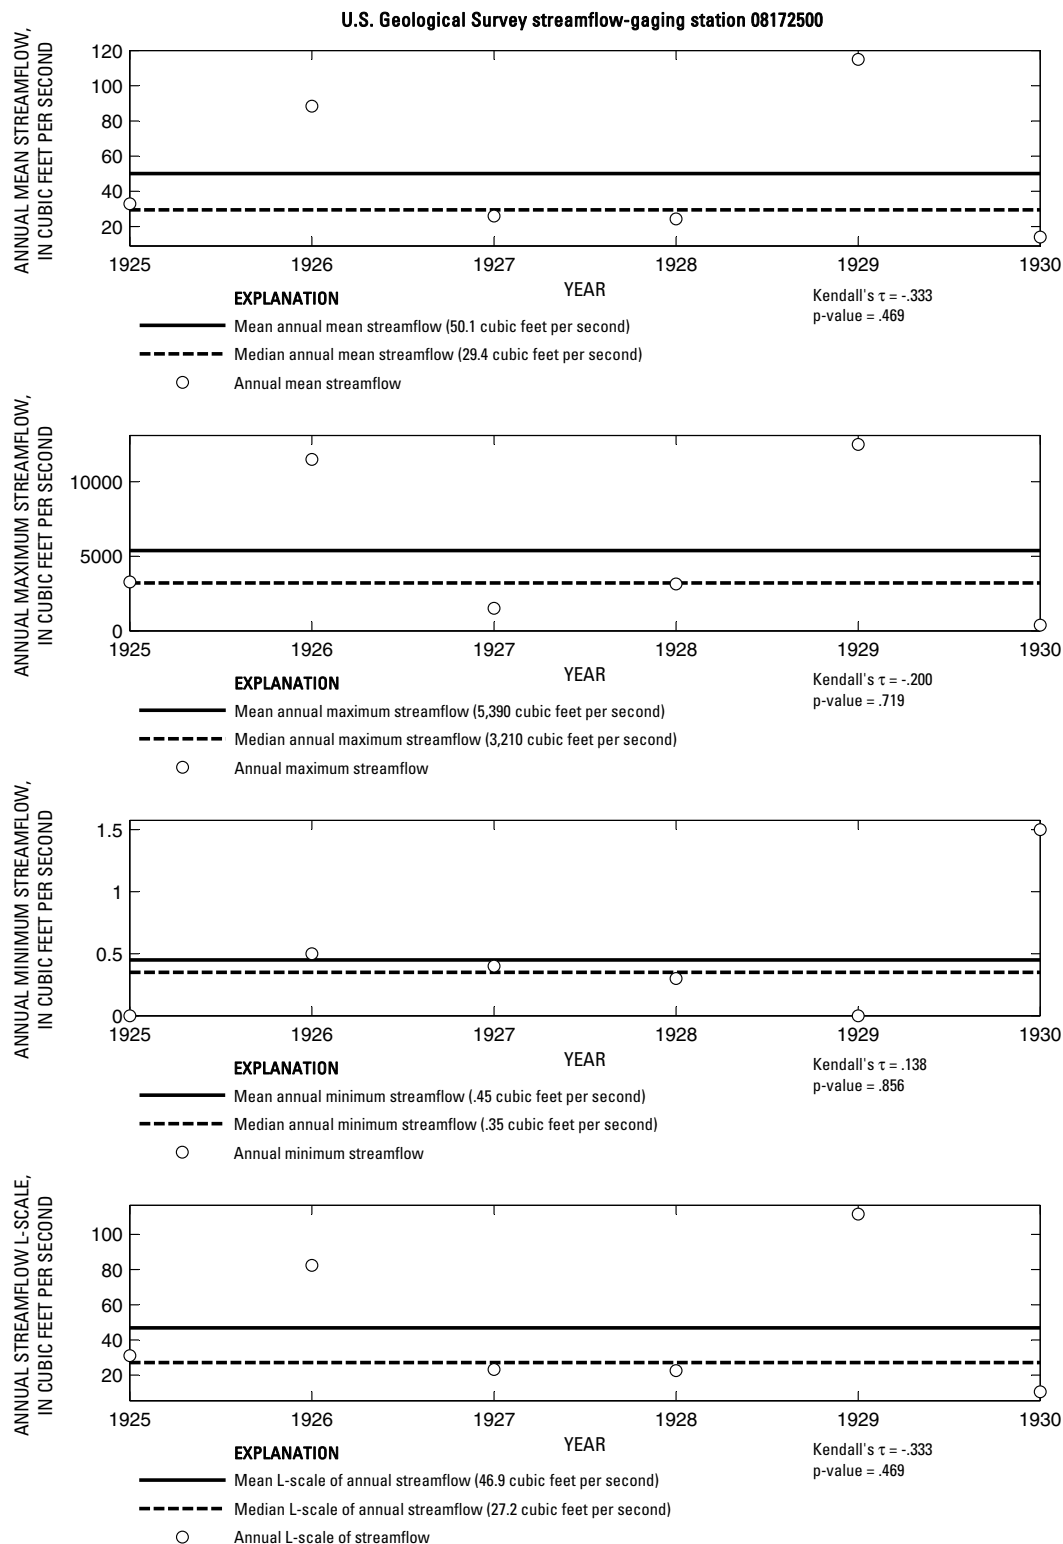 U.S. Geological Survey streamflow-gaging station 08172500
ANNUAL MEAN STREAMFLOW,
IN CUBIC FEET PER SECOND
120
100
80
60
40
20
1925 1926 1927 1928 1929 1930
YEAR
Kendall's τ = -.333
p-value = .469
EXPLANATION
Mean annual mean streamflow (50.1 cubic feet per second)
Median annual mean streamflow (29.4 cubic feet per second)
Annual mean streamflow
ANNUAL MAXIMUM STREAMFLOW,
IN CUBIC FEET PER SECOND
10000
5000
0
1925 1926 1927 1928 1929 1930
YEAR
Kendall's τ = -.200
p-value = .719
EXPLANATION
Mean annual maximum streamflow (5,390 cubic feet per second)
Median annual maximum streamflow (3,210 cubic feet per second)
Annual maximum streamflow
ANNUAL MINIMUM STREAMFLOW,
IN CUBIC FEET PER SECOND
1.5
1
0.5
0
1925 1926 1927 1928 1929 1930
YEAR
Kendall's τ = .138
p-value = .856
EXPLANATION
Mean annual minimum streamflow (.45 cubic feet per second)
Median annual minimum streamflow (.35 cubic feet per second)
Annual minimum streamflow
ANNUAL STREAMFLOW L-SCALE,
IN CUBIC FEET PER SECOND
100
80
60
40
20
1925 1926 1927 1928 1929 1930
YEAR
Kendall's τ = -.333
p-value = .469
EXPLANATION
Mean L-scale of annual streamflow (46.9 cubic feet per second)
Median L-scale of annual streamflow (27.2 cubic feet per second)
Annual L-scale of streamflow